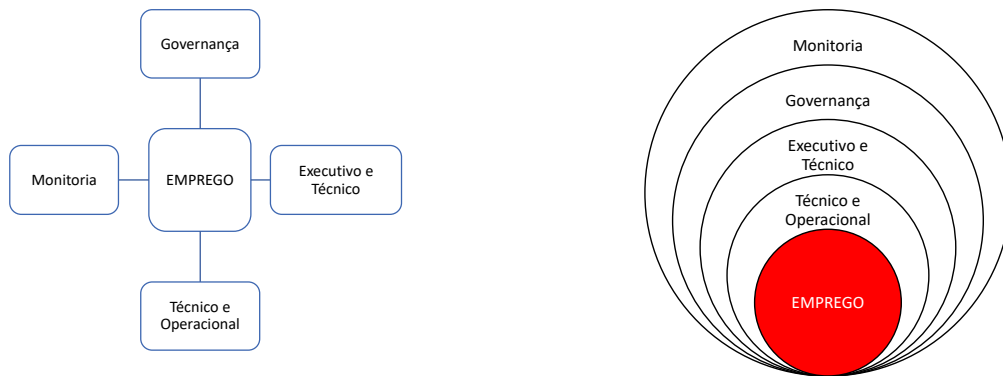 Governança
Monitoria
EMPREGO
Executivo e
Técnico
Técnico e
Operacional
Monitoria
Governança
Executivo e
Técnico
Técnico e
Operacional
EMPREGO